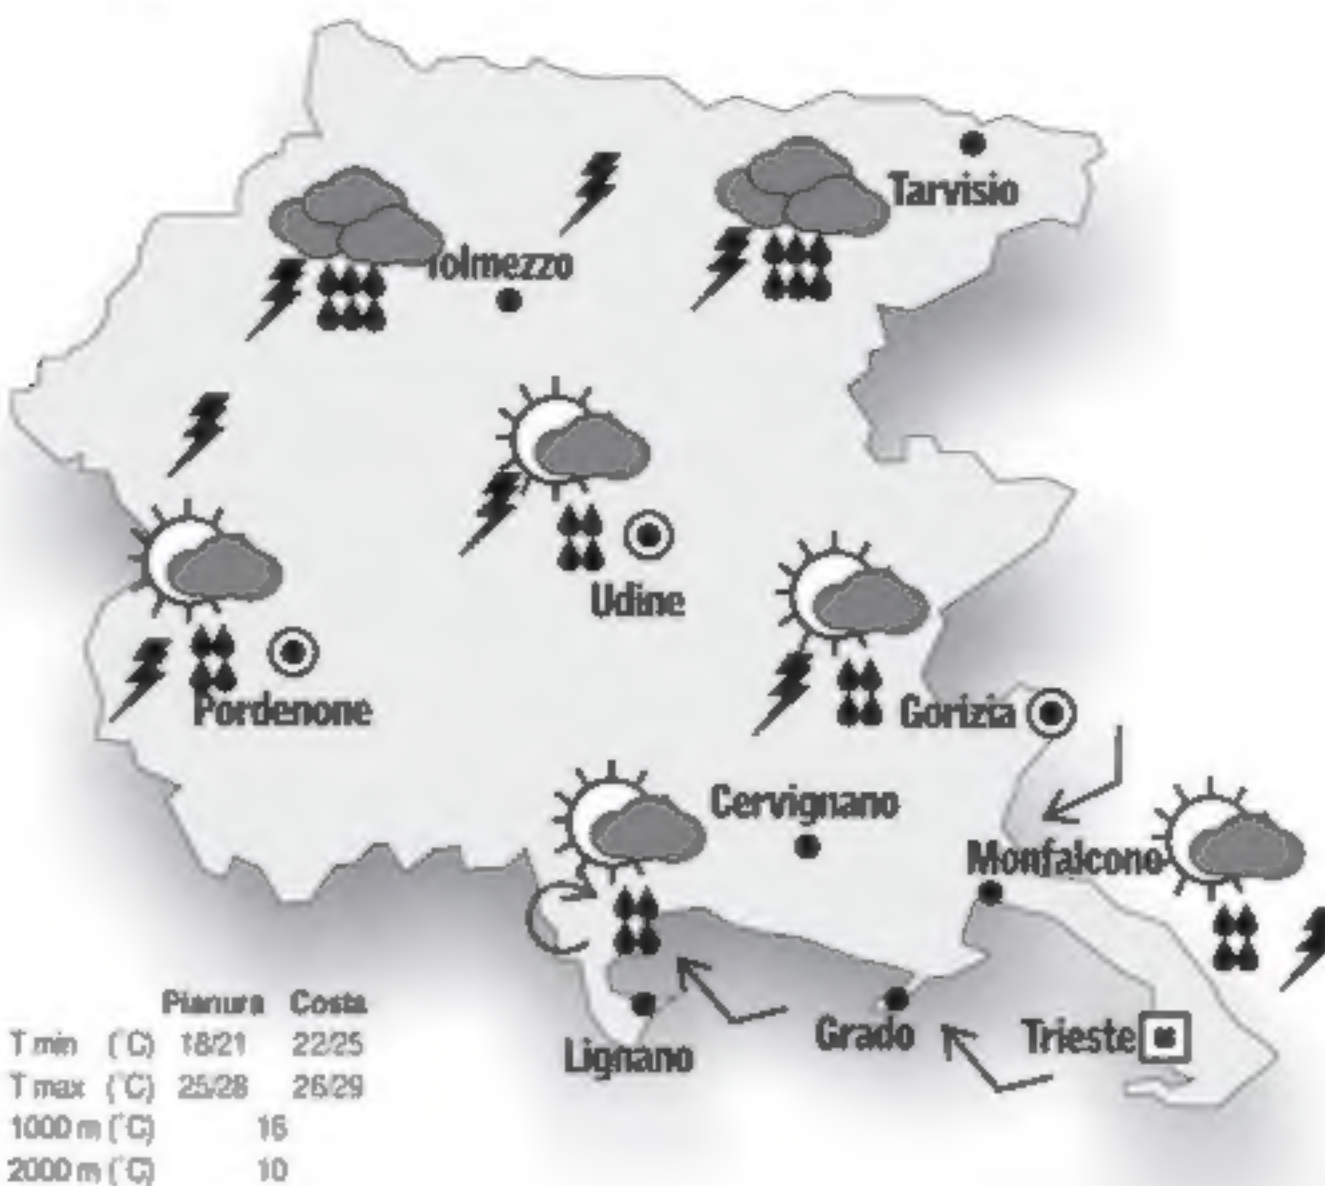 Tarvisio
Tolmezzo
Udine
Pordenone
Gorizia
Cervignano
Monfalcono
Grado
Trieste
Lignano
Pianura Costa
T min (°C) 18/21 22/25
T max (°C) 25/28 26/29
1000 m (°C) 16
2000 m (°C) 10